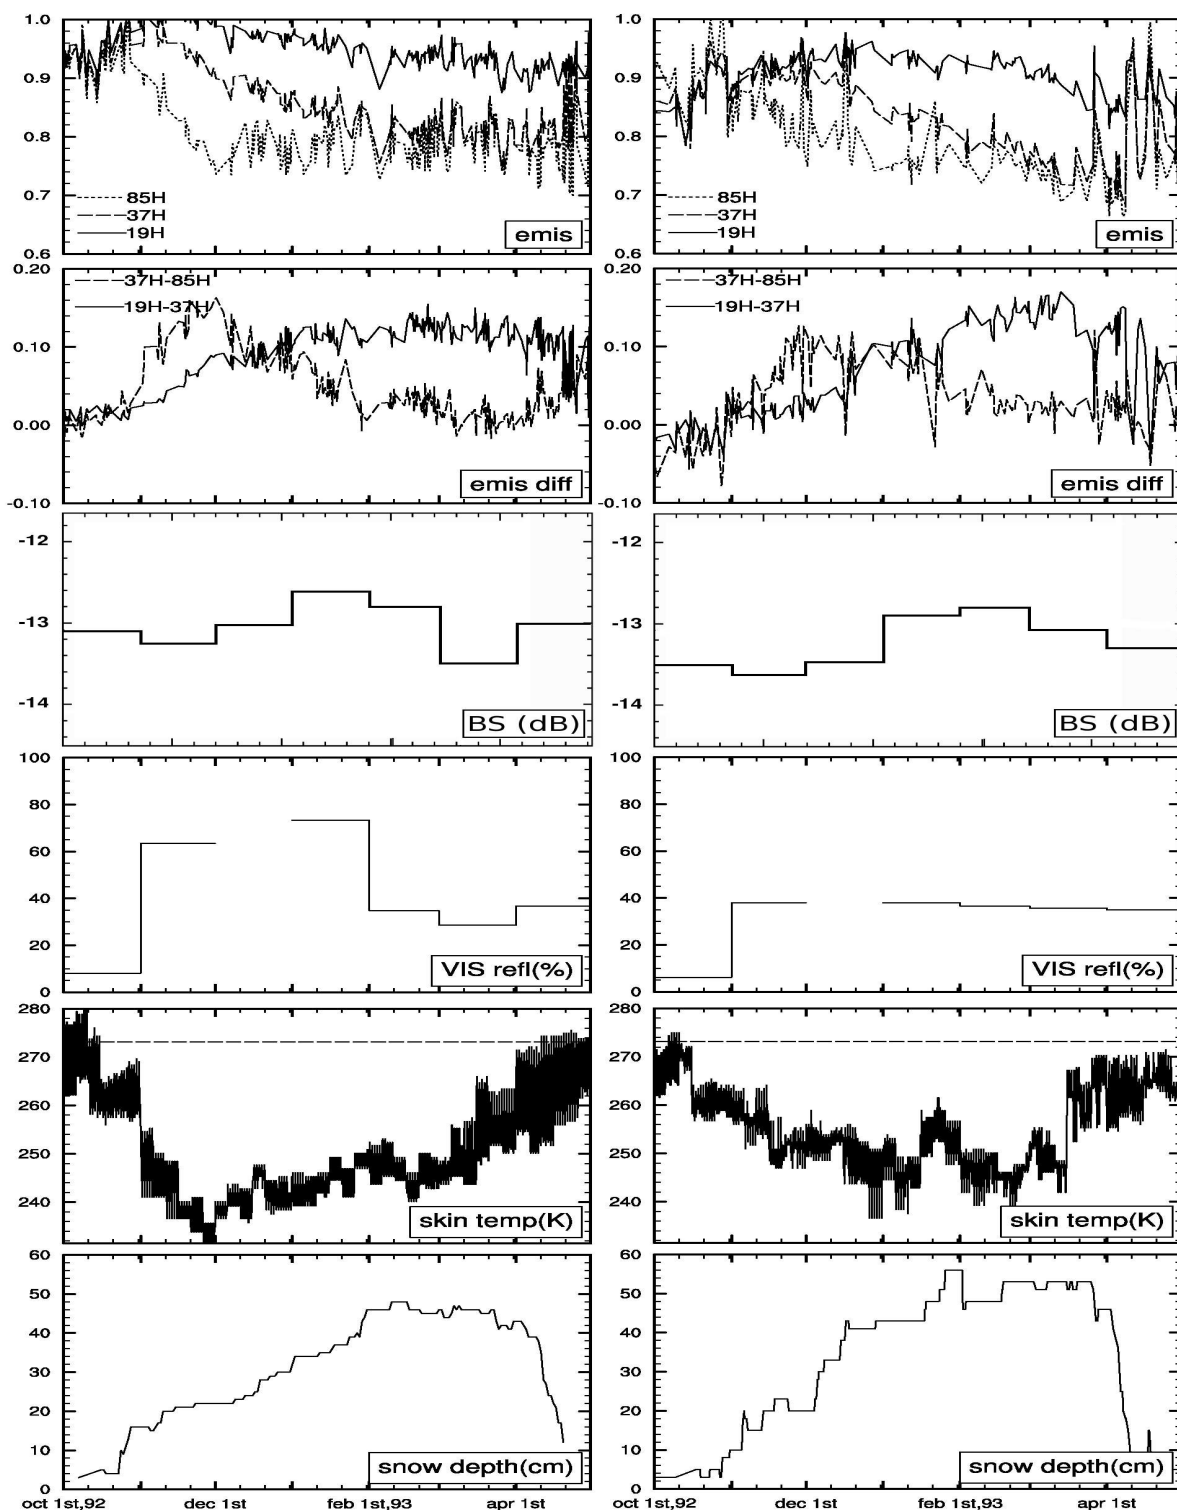 1.0
0.9
0.8
0.7
0.6
85H
37H
19H
emis
1.0
0.9
0.8
0.7
0.6
85H
37H
19H
emis
0.20
0.10
0.00
-0.10
37H-85H
19H-37H
emis diff
0.20
0.10
0.00
-0.10
37H-85H
19H-37H
emis diff
-12
-13
-14
BS (dB)
-12
-13
-14
BS (dB)
100
80
60
40
20
0
VIS refl(%)
100
80
60
40
20
0
VIS refl(%)
280
270
260
250
240
skin temp(K)
280
270
260
250
240
skin temp(K)
60
50
40
30
20
10
0
snow depth(cm)
oct 1st,92 dec 1st feb 1st,93 apr 1st
60
50
40
30
20
10
0
snow depth(cm)
oct 1st,92 dec 1st feb 1st,93 apr 1st